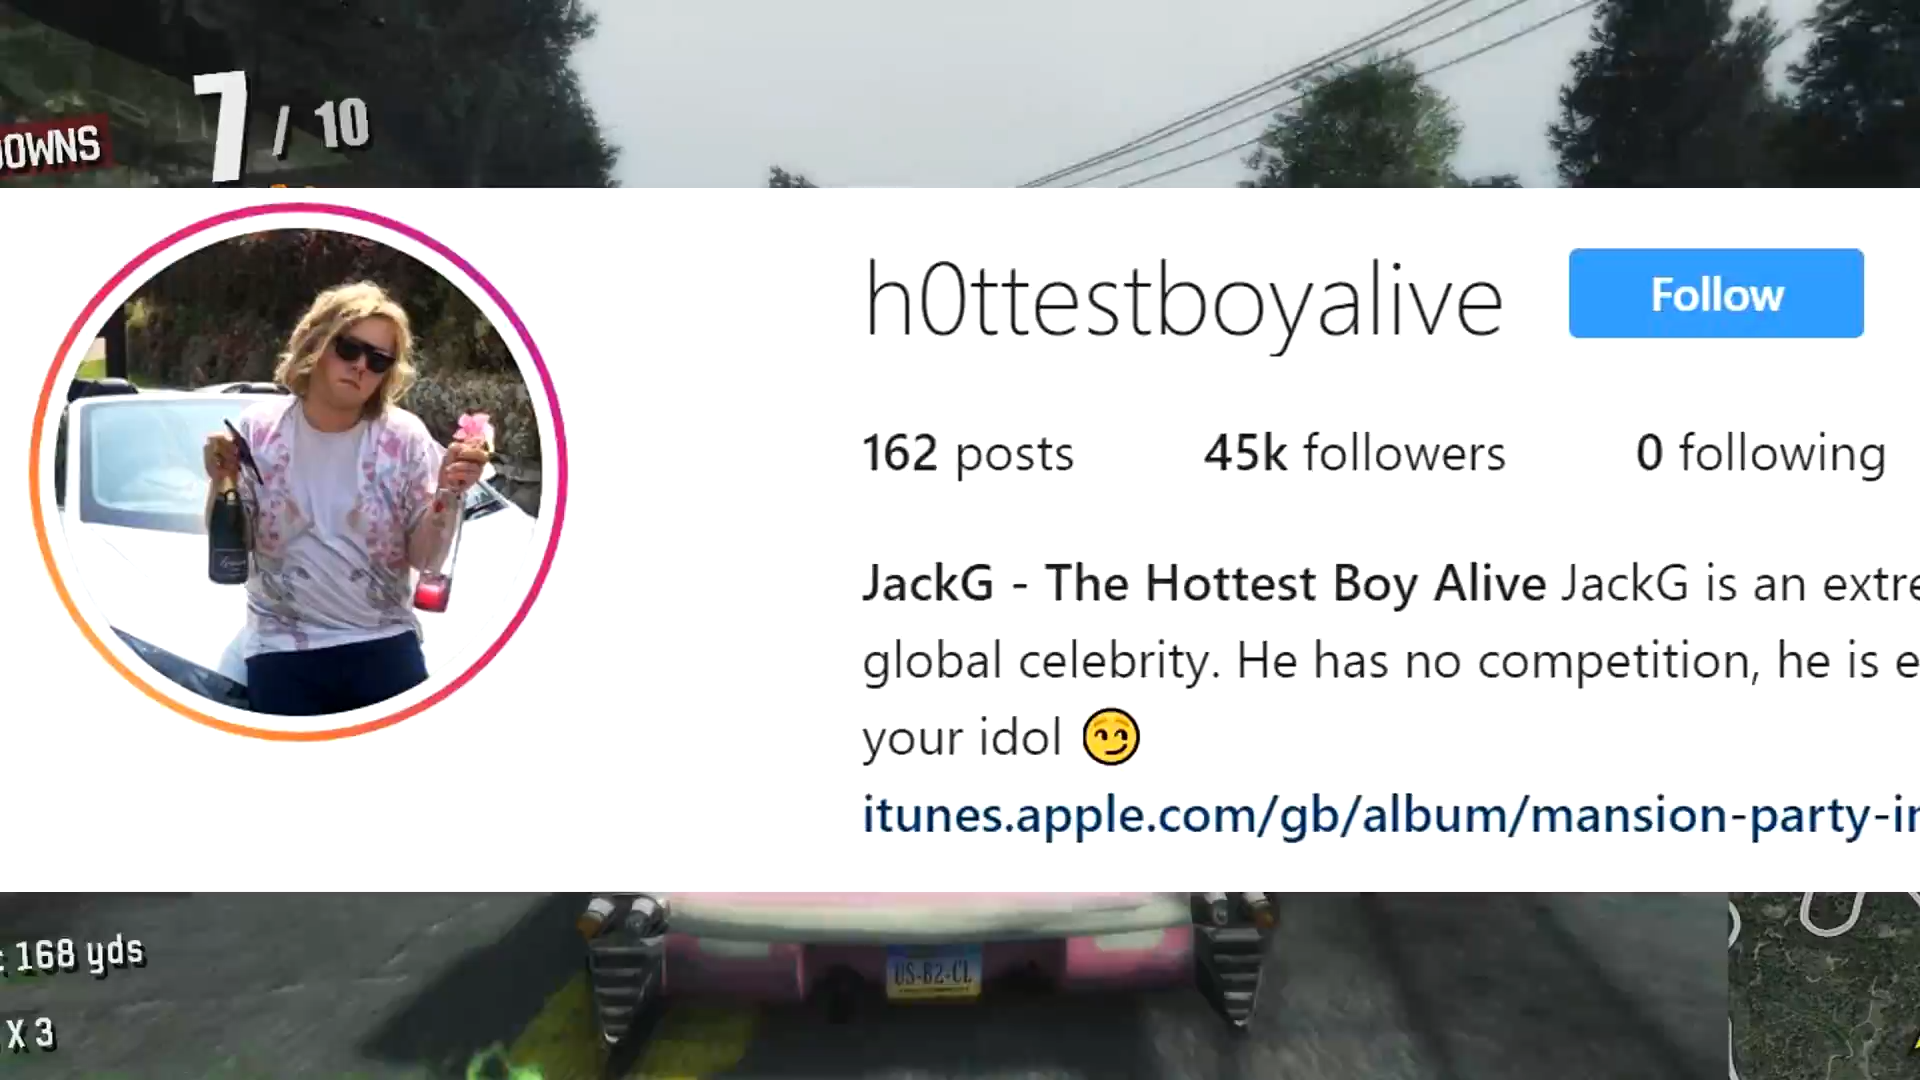 7 / 10
h0ttestboyalive
Follow
162 posts 45k followers 0 following
JackG - The Hottest Boy Alive JackG is an
global celebrity. He has no competition, he is
your idol 😏
itunes.apple.com/gb/album/mansion-party-
168 yds
X 3
US-B2-CL